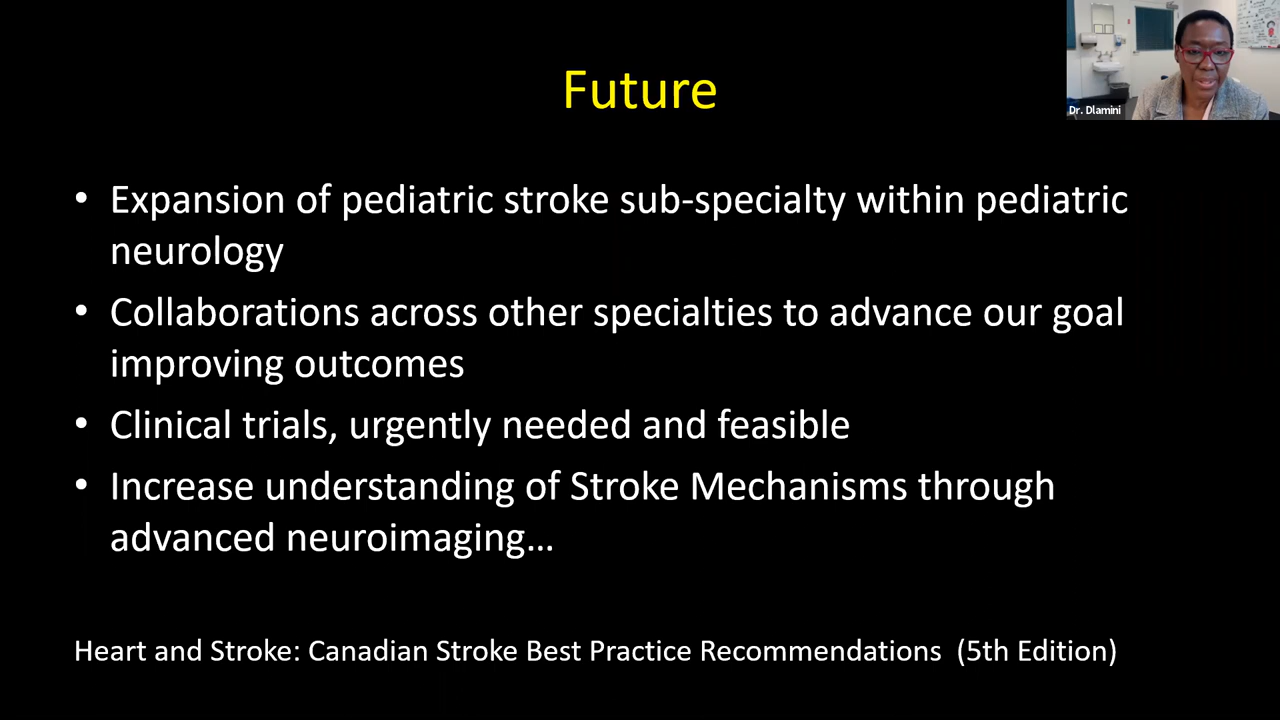 Future
Dr. Dlamini
• Expansion of pediatric stroke sub-specialty within pediatric
neurology
• Collaborations across other specialties to advance our goal
improving outcomes
• Clinical trials, urgently needed and feasible
• Increase understanding of Stroke Mechanisms through
advanced neuroimaging…
Heart and Stroke: Canadian Stroke Best Practice Recommendations (5th Edition)